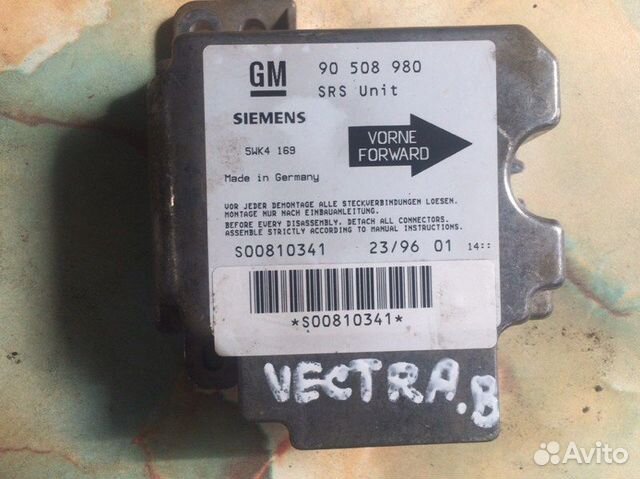 GM 90 508 980
SRS Unit
SIEMENS
5WK4 169
VORNE
FORWARD
Made in Germany
VOR JEDER DEMONTAGE ALLE STECKVERBINDUNGEN LOESEN.
MONTAGE NUR NACH EINBAUANLEITUNG.
BEFORE EVERY DISASSEMBLY, DETACH ALL CONNECTORS.
ASSEMBLE STRICTLY ACCORDING TO MANUAL INSTRUCTIONS.
S00810341 23/96 01 14::
*S00810341*
VECTRA.B
Avito